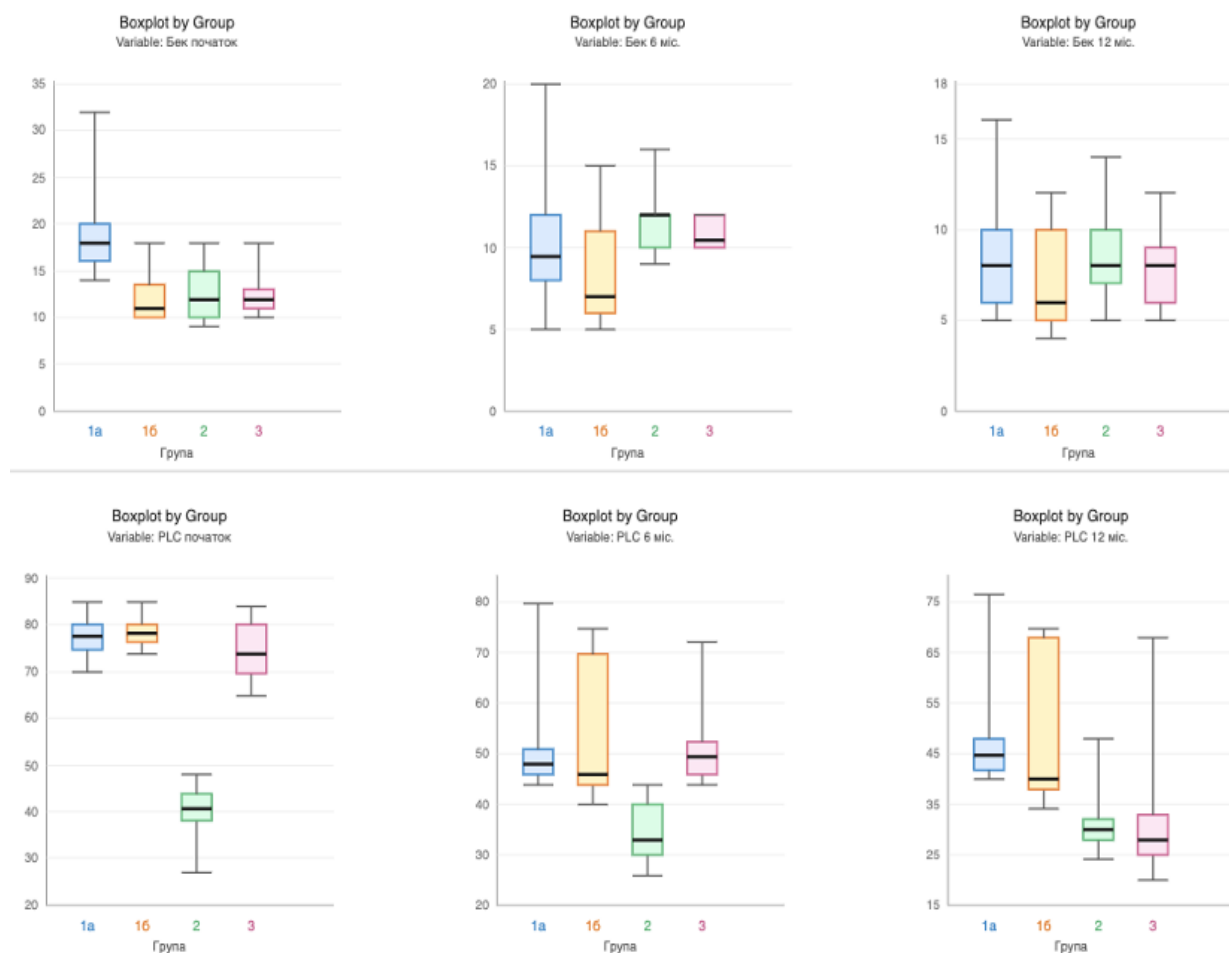 Boxplot by Group
Variable: Бек початок
35
30
25
20
15
10
5
0
1а 1б 2 3
Група
Boxplot by Group
Variable: Бек 6 міс.
20
15
10
5
0
1а 1б 2 3
Група
Boxplot by Group
Variable: Бек 12 міс.
18
15
10
5
0
1а 1б 2 3
Група
Boxplot by Group
Variable: PLC початок
90
80
70
60
50
40
30
20
1а 1б 2 3
Група
Boxplot by Group
Variable: PLC 6 міс.
80
70
60
50
40
30
20
1а 1б 2 3
Група
Boxplot by Group
Variable: PLC 12 міс.
75
65
55
45
35
25
15
1а 1б 2 3
Група